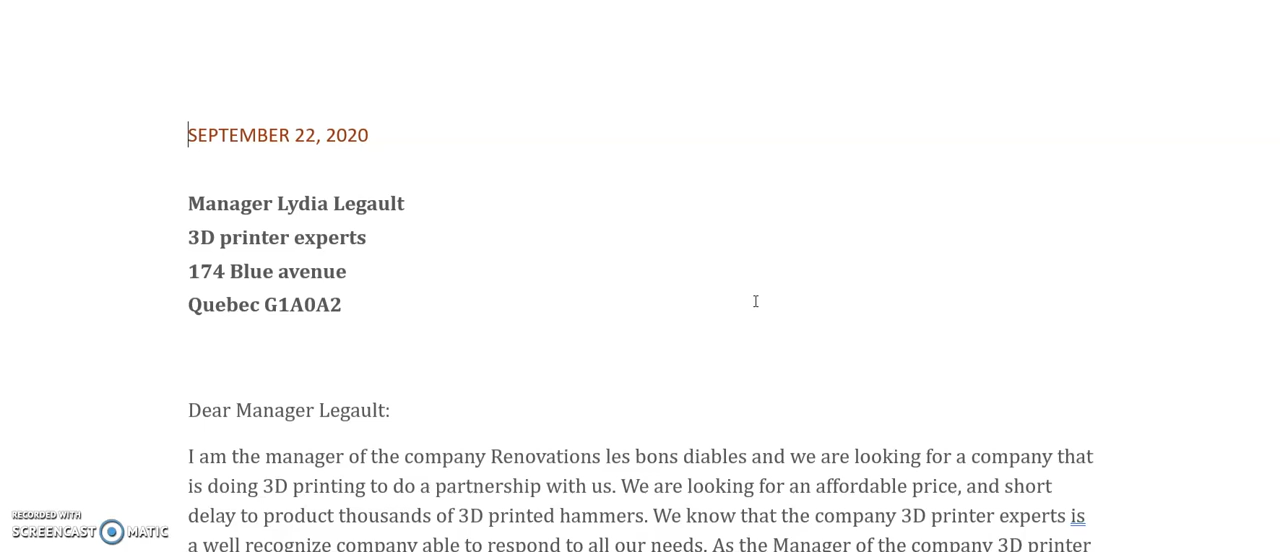 SEPTEMBER 22, 2020
Manager Lydia Legault
3D printer experts
174 Blue avenue
Quebec G1A0A2
Dear Manager Legault:
I am the manager of the company Renovations les bons diables and we are looking for a company that
is doing 3D printing to do a partnership with us. We are looking for an affordable price, and short
delay to product thousands of 3D printed hammers. We know that the company 3D printer experts is
a well recognize company able to respond to all our needs. As the Manager of the company 3D printer
RECORDED WITH
SCREENCAST MATIC